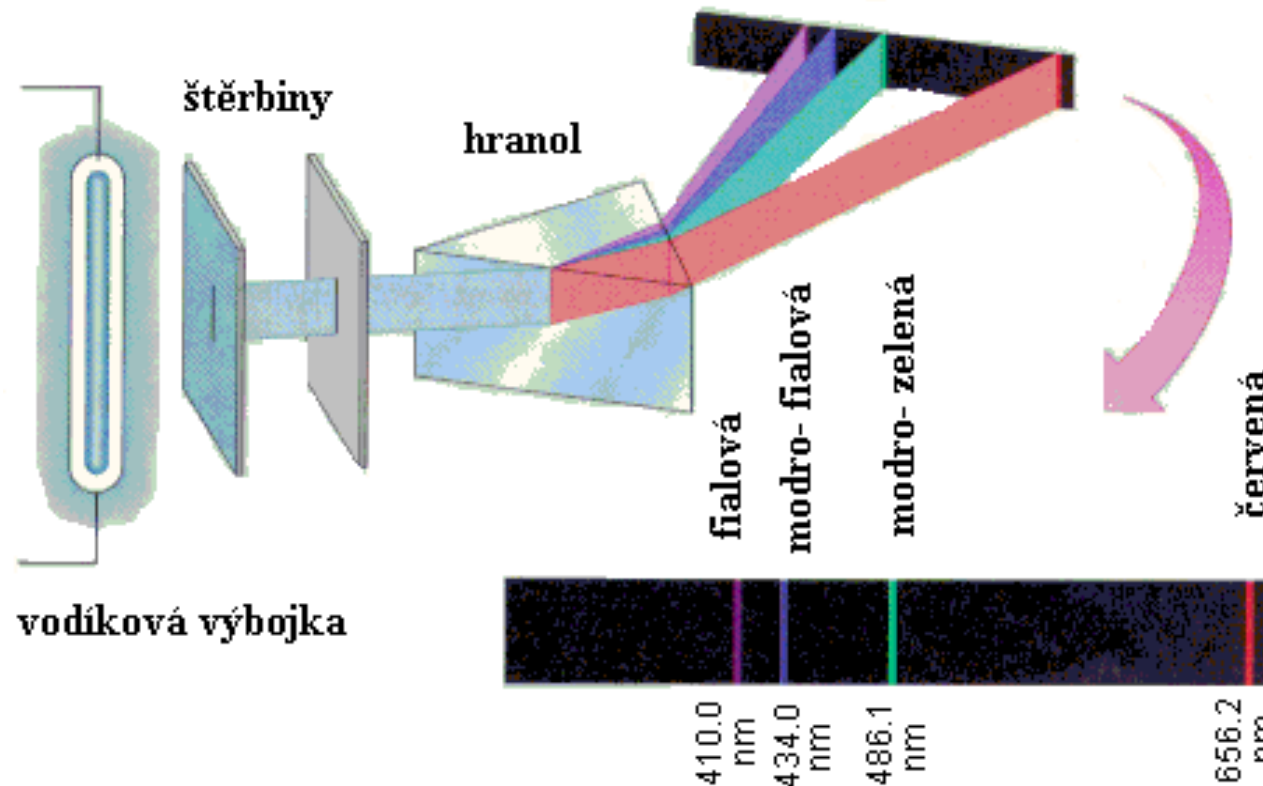 štěrbiny
hranol
fialová
modro- fialová
modro- zelená
červená
vodíková výbojka
410.0
nm
434.0
nm
486.1
nm
656.2
nm